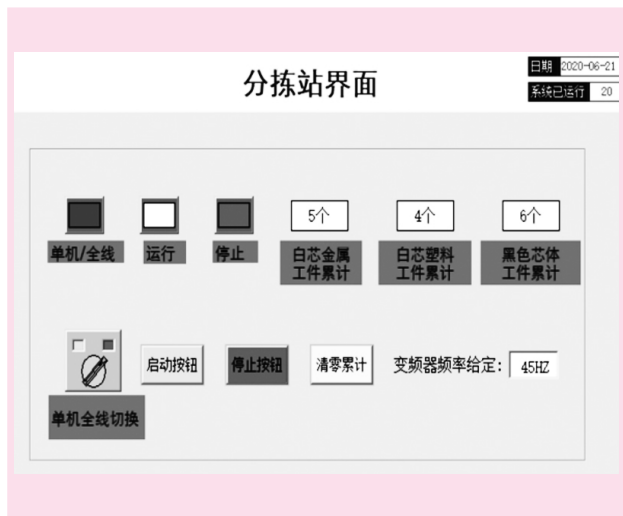 分拣站界面
日期 2020-06-21
系统已运行 20
5个 4个 6个
单机/全线 运行 停止 白芯金属 白芯塑料 黑色芯体
工件累计 工件累计 工件累计
启动按钮 停止按钮 清零累计 变频器频率给定: 45HZ
单机全线切换